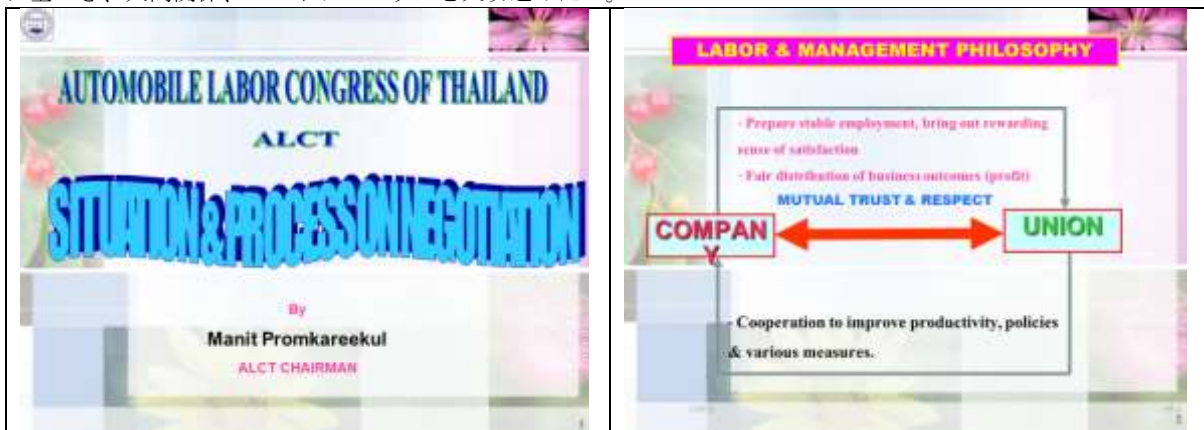 AUTOMOBILE LABOR CONGRESS OF THAILAND
ALCT
SITUATION & PROCESS ON NEGOTIATION
By
Manit Promkareekul
ALCT CHAIRMAN
1
LABOR & MANAGEMENT PHILOSOPHY
- Prepare stable employment, bring out rewarding
sense of satisfaction
- Fair distribution of business outcomes (profit)
MUTUAL TRUST & RESPECT
COMPAN
Y
UNION
- Cooperation to improve productivity, policies
& various measures.
2